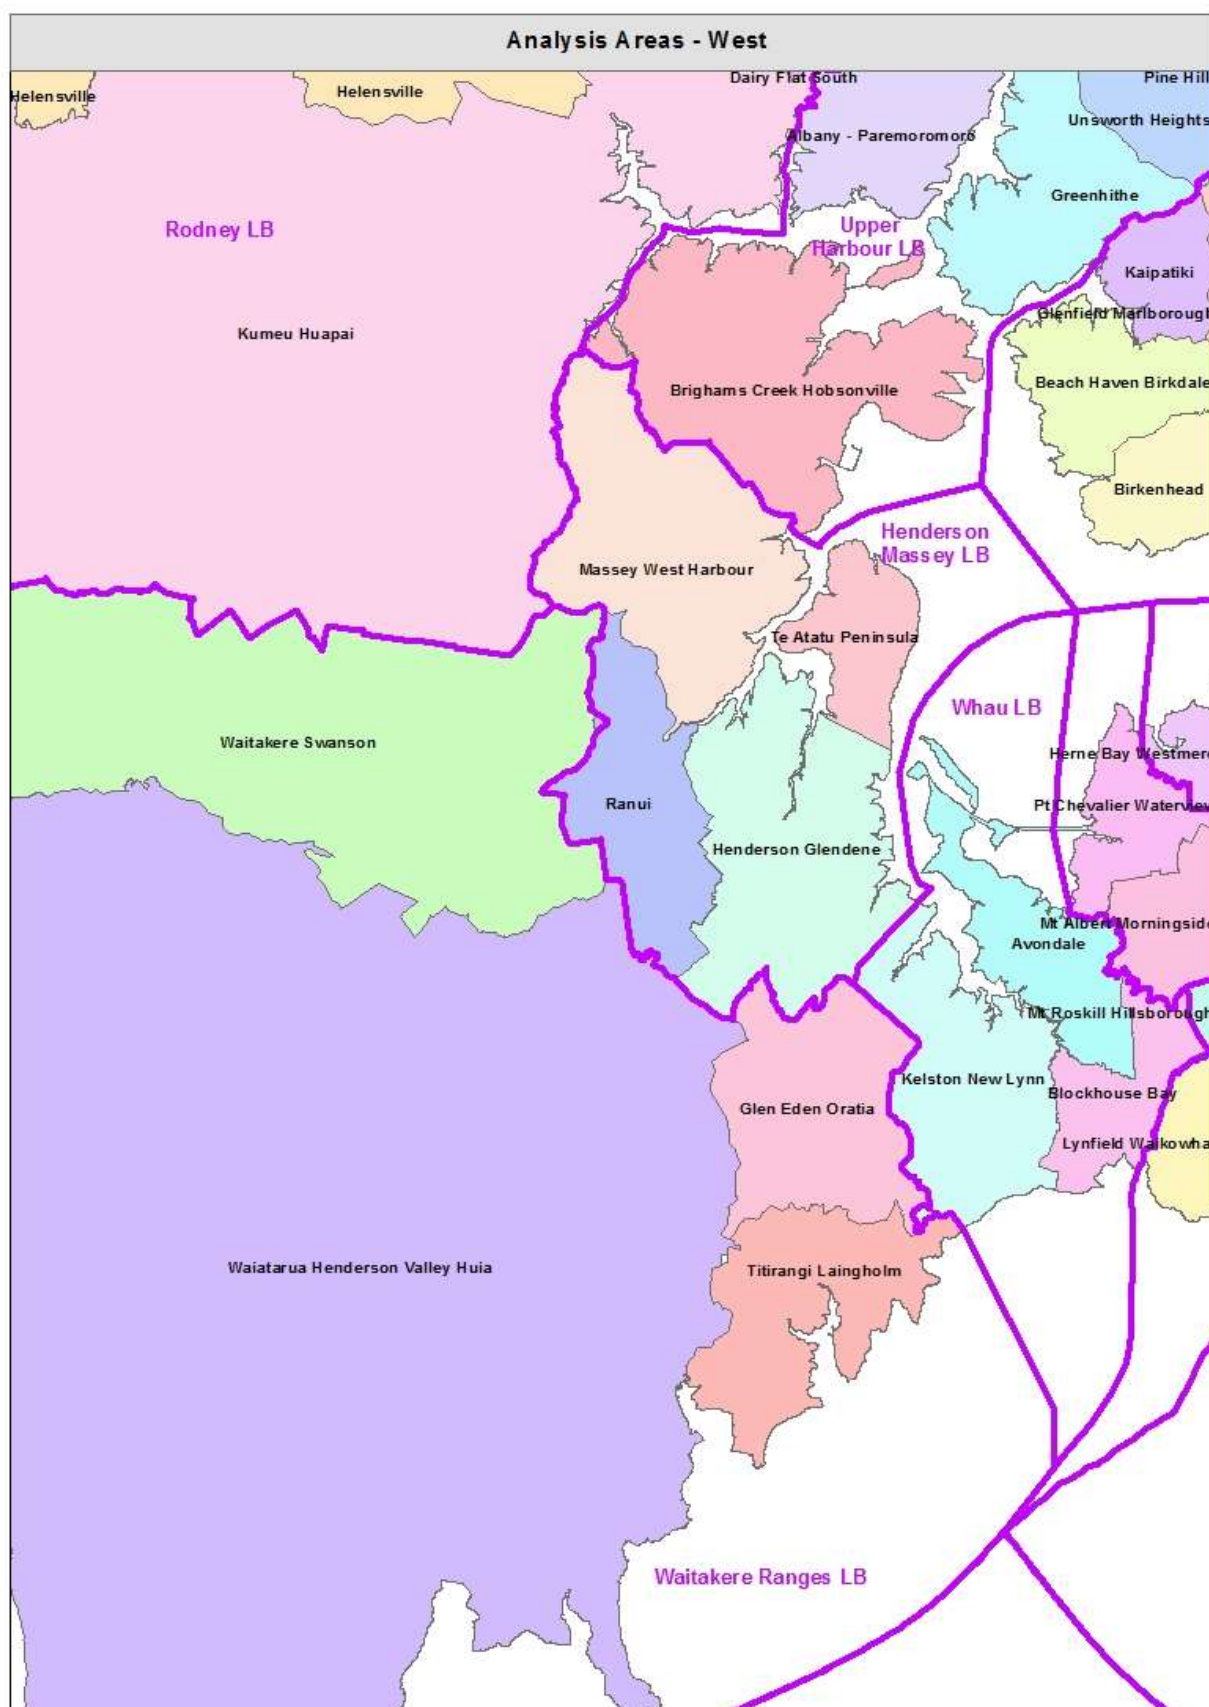 Analysis Areas - West
Dairy Flat South
Pine Hill
Helensville
Helensville
Unsworth Heights
Albany - Paremoromoro
Greenhithe
Rodney LB
Upper
Harbour LB
Kaipatiki
Glenfield Marlborough
Kumeu Huapai
Beach Haven Birkdale
Brighams Creek Hobsonville
Birkenhead
Henderson
Massey LB
Massey West Harbour
Te Atatu Peninsula
Whau LB
Waitakere Swanson
Herne Bay Westmere
Ranui
Pt Chevalier Waterview
Henderson Glendene
Mt Albert Morningside
Avondale
Mt Roskill Hillsborough
Kelston New Lynn
Blockhouse Bay
Glen Eden Oratia
Lynfield Waikowha
Waiatarua Henderson Valley Huia
Titirangi Laingholm
Waitakere Ranges LB